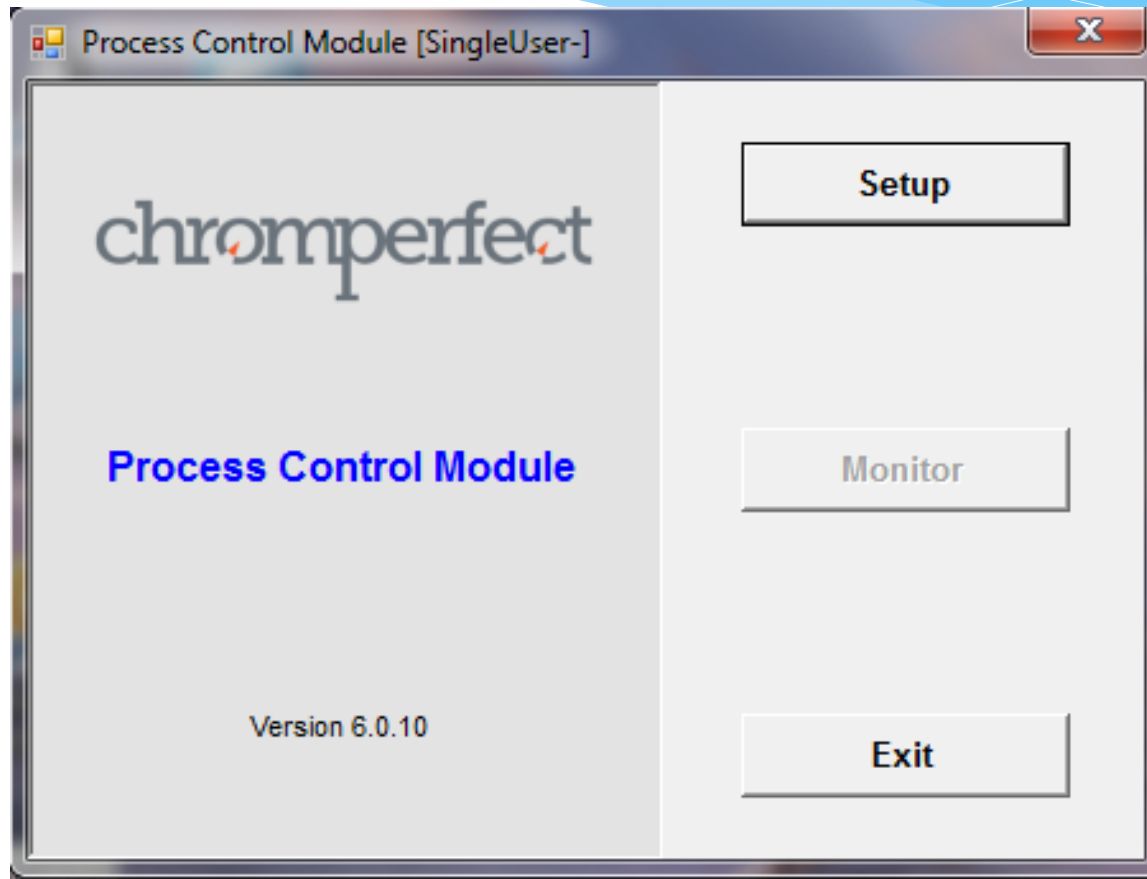 Process Control Module [SingleUser-]
chromperfect
Process Control Module
Version 6.0.10
Setup
Monitor
Exit